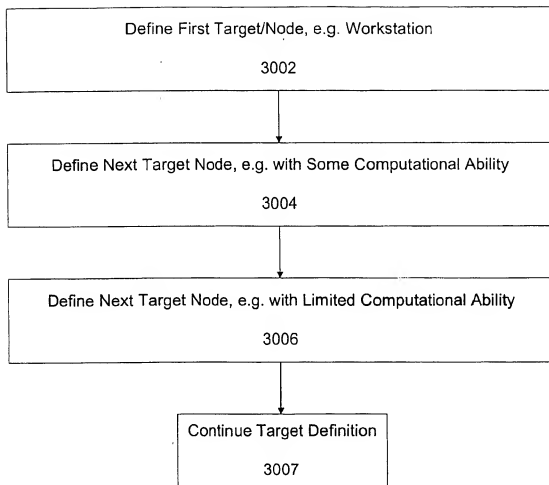 Define First Target/Node, e.g. Workstation
3002
Define Next Target Node, e.g. with Some Computational Ability
3004
Define Next Target Node, e.g. with Limited Computational Ability
3006
Continue Target Definition
3007